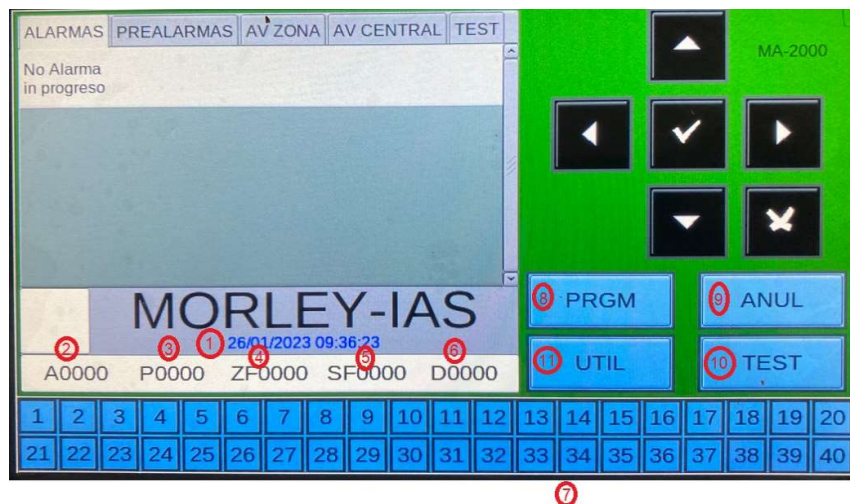 ALARMAS PREALARMAS AV ZONA AV CENTRAL TEST
MA-2000
No Alarma
in progreso
MORLEY-IAS
8 PRGM 9 ANUL
1 26/01/2023 09:36:23
2 3 4 5 6
A0000 P0000 ZF0000 SF0000 D0000
11 UTIL 10 TEST
1 2 3 4 5 6 7 8 9 10 11 12 13 14 15 16 17 18 19 20
21 22 23 24 25 26 27 28 29 30 31 32 33 34 35 36 37 38 39 40
7